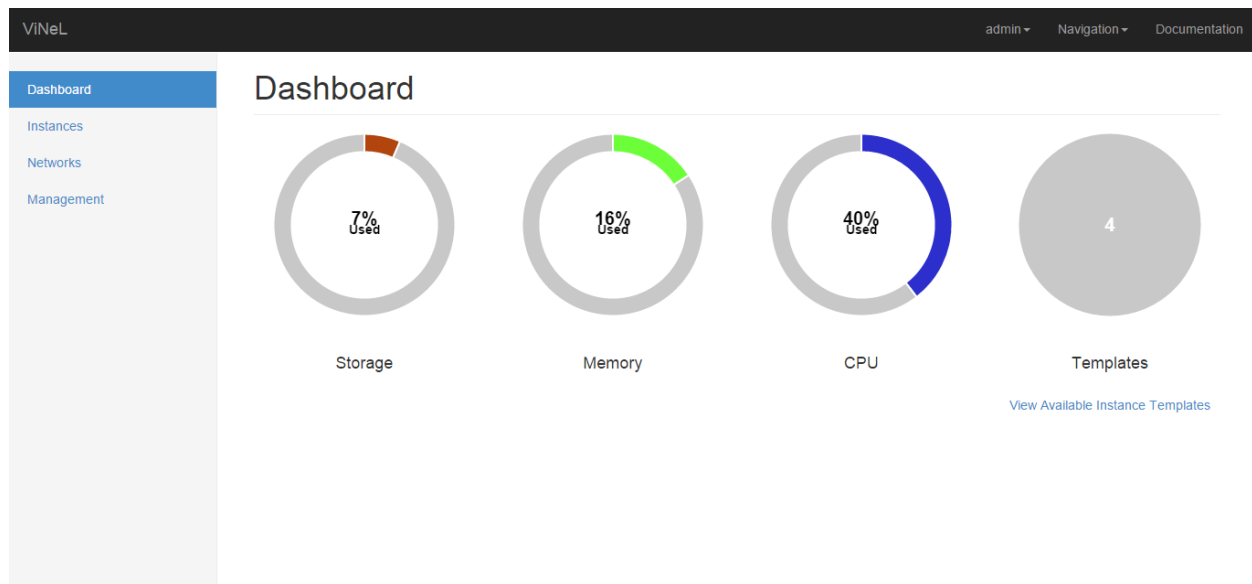 ViNeL
admin
Navigation
Documentation
Dashboard
Instances
Networks
Management
Dashboard
7%
Used
16%
Used
40%
Used
4
Storage
Memory
CPU
Templates
View Available Instance Templates